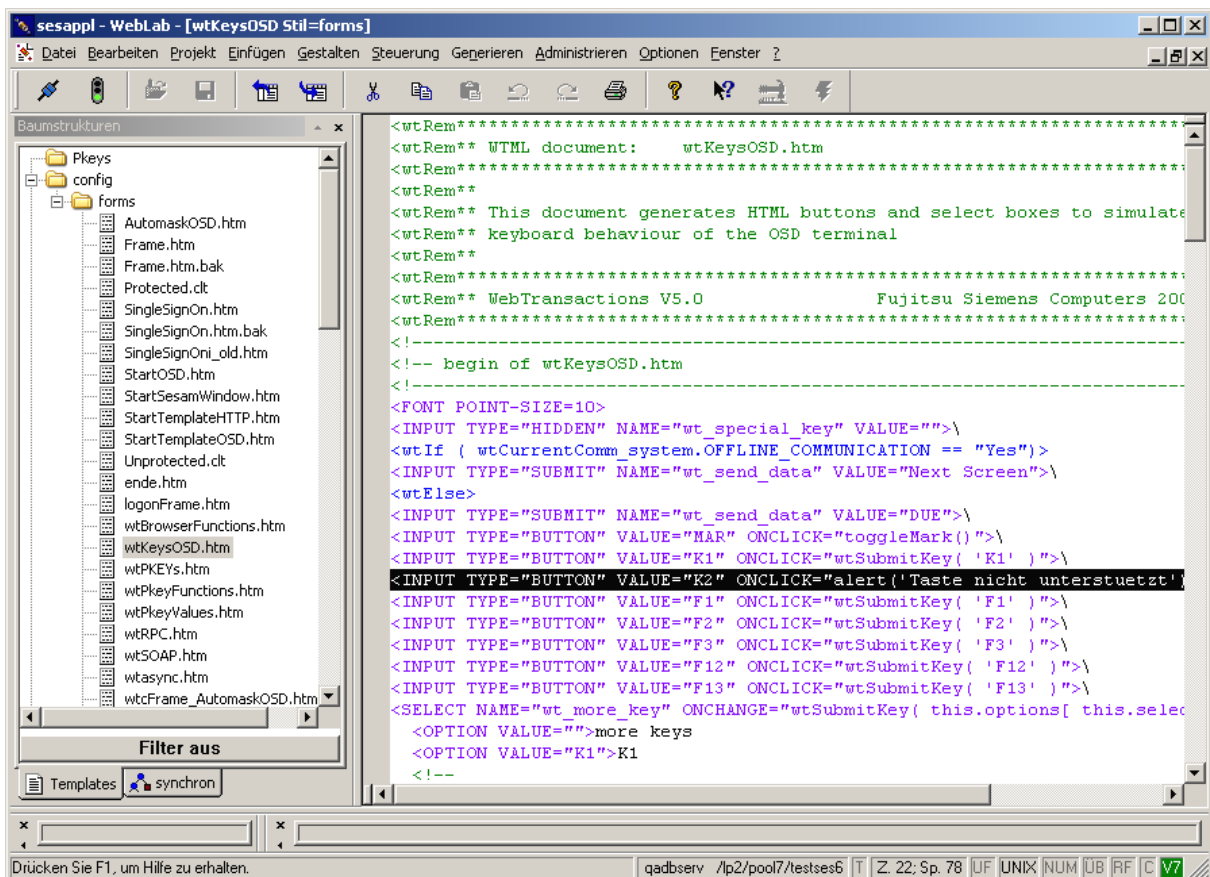 sesappl - WebLab - [wtKeysOSD Stil=forms]
Datei Bearbeiten Projekt Einfügen Gestalten Steuerung Generieren Administrieren Optionen Fenster ?
Baumstrukturen
Pkeys
config
forms
AutomaskOSD.htm
Frame.htm
Frame.htm.bak
Protected.clt
SingleSignOn.htm
SingleSignOn.htm.bak
SingleSignOni_old.htm
StartOSD.htm
StartSesamWindow.htm
StartTemplateHTTP.htm
StartTemplateOSD.htm
Unprotected.clt
ende.htm
logonFrame.htm
wtBrowserFunctions.htm
wtKeysOSD.htm
wtPKEYs.htm
wtPkeyFunctions.htm
wtPkeyValues.htm
wtRPC.htm
wtSOAP.htm
wtasync.htm
wtcFrame_AutomaskOSD.htm
Filter aus
Templates synchron
<wtRem*******************************************************************
<wtRem** WTML document:    wtKeysOSD.htm
<wtRem*******************************************************************
<wtRem**
<wtRem** This document generates HTML buttons and select boxes to simulate
<wtRem** keyboard behaviour of the OSD terminal
<wtRem**
<wtRem*******************************************************************
<wtRem** WebTransactions V5.0                Fujitsu Siemens Computers 200
<wtRem*******************************************************************
<!-----------------------------------------------------------------------
<!-- begin of wtKeysOSD.htm
<!-----------------------------------------------------------------------
<FONT POINT-SIZE=10>
<INPUT TYPE="HIDDEN" NAME="wt_special_key" VALUE="">\
<wtIf ( wtCurrentComm_system.OFFLINE_COMMUNICATION == "Yes")>
<INPUT TYPE="SUBMIT" NAME="wt_send_data" VALUE="Next Screen">\
<wtElse>
<INPUT TYPE="SUBMIT" NAME="wt_send_data" VALUE="DUE">\
<INPUT TYPE="BUTTON" VALUE="MAR" ONCLICK="toggleMark()">\
<INPUT TYPE="BUTTON" VALUE="K1" ONCLICK="wtSubmitKey( 'K1' )">\
<INPUT TYPE="BUTTON" VALUE="K2" ONCLICK="alert('Taste nicht unterstuetzt')
<INPUT TYPE="BUTTON" VALUE="F1" ONCLICK="wtSubmitKey( 'F1' )">\
<INPUT TYPE="BUTTON" VALUE="F2" ONCLICK="wtSubmitKey( 'F2' )">\
<INPUT TYPE="BUTTON" VALUE="F3" ONCLICK="wtSubmitKey( 'F3' )">\
<INPUT TYPE="BUTTON" VALUE="F12" ONCLICK="wtSubmitKey( 'F12' )">\
<INPUT TYPE="BUTTON" VALUE="F13" ONCLICK="wtSubmitKey( 'F13' )">\
<SELECT NAME="wt_more_key" ONCHANGE="wtSubmitKey( this.options[ this.selec
<OPTION VALUE="">more keys
<OPTION VALUE="K1">K1
<!--
Drücken Sie F1, um Hilfe zu erhalten.
qadbserv /lp2/pool7/testses6 T Z. 22; Sp. 78 UF UNIX NUM ÜB RF C V7